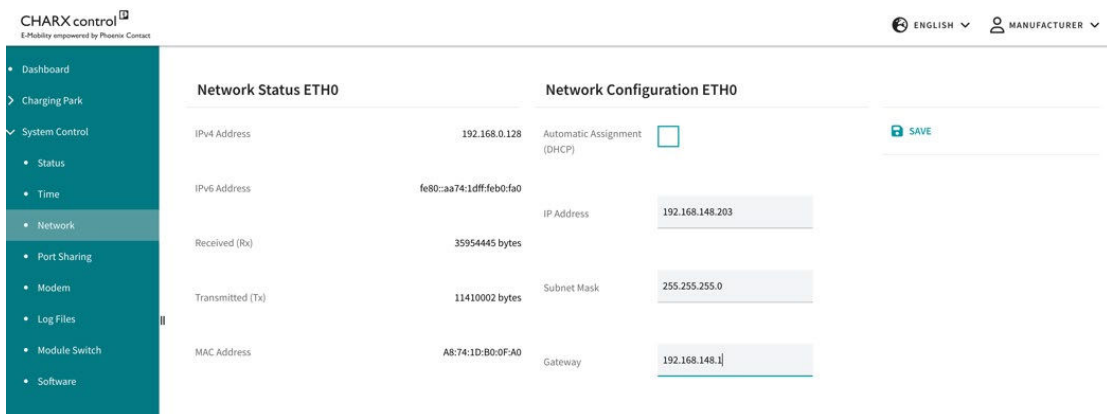 CHARX control
E-Mobility empowered by Phoenix Contact
ENGLISH
MANUFACTURER
Dashboard
Charging Park
System Control
Status
Time
Network
Port Sharing
Modem
Log Files
Module Switch
Software
Network Status ETH0
IPv4 Address 192.168.0.128
IPv6 Address fe80::aa74:1dff:feb0:fa0
Received (Rx) 35954445 bytes
Transmitted (Tx) 11410002 bytes
MAC Address A8:74:1D:B0:0F:A0
Network Configuration ETH0
Automatic Assignment
(DHCP)
IP Address 192.168.148.203
Subnet Mask 255.255.255.0
Gateway 192.168.148.1
SAVE